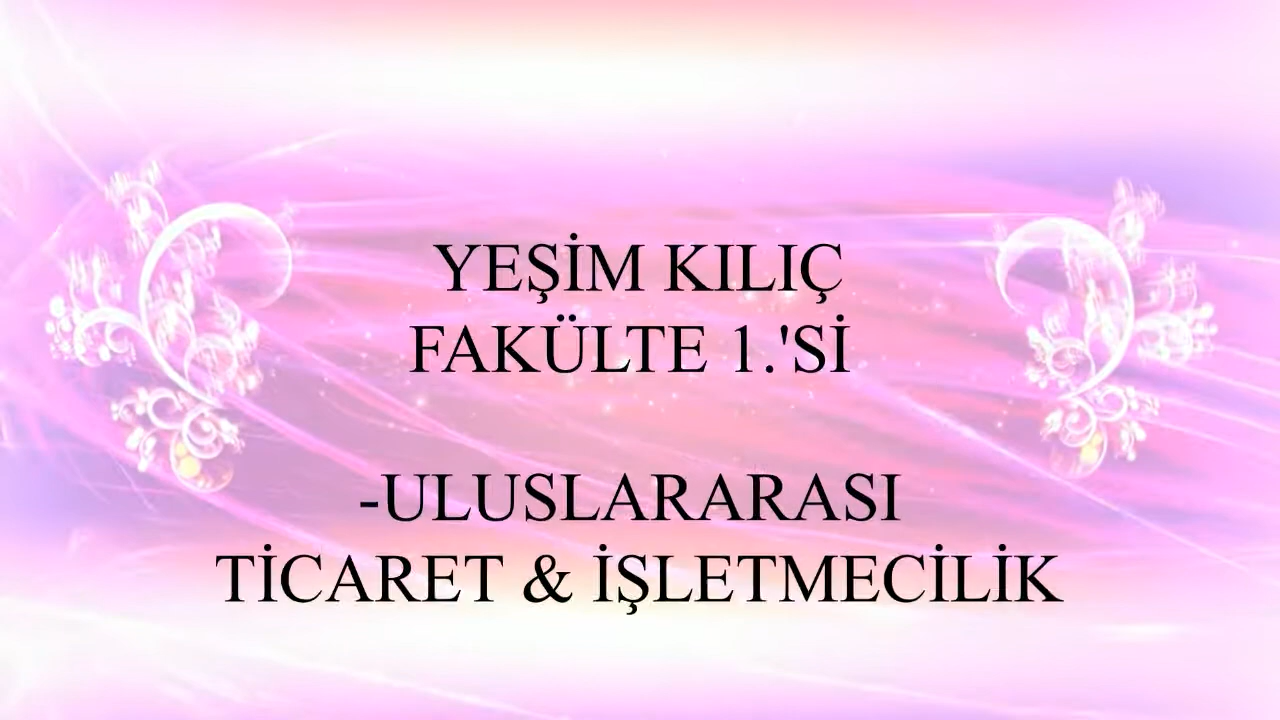 YEŞİM KILIÇ
FAKÜLTE 1.'Sİ
-ULUSLARARASI
TİCARET & İŞLETMECİLİK